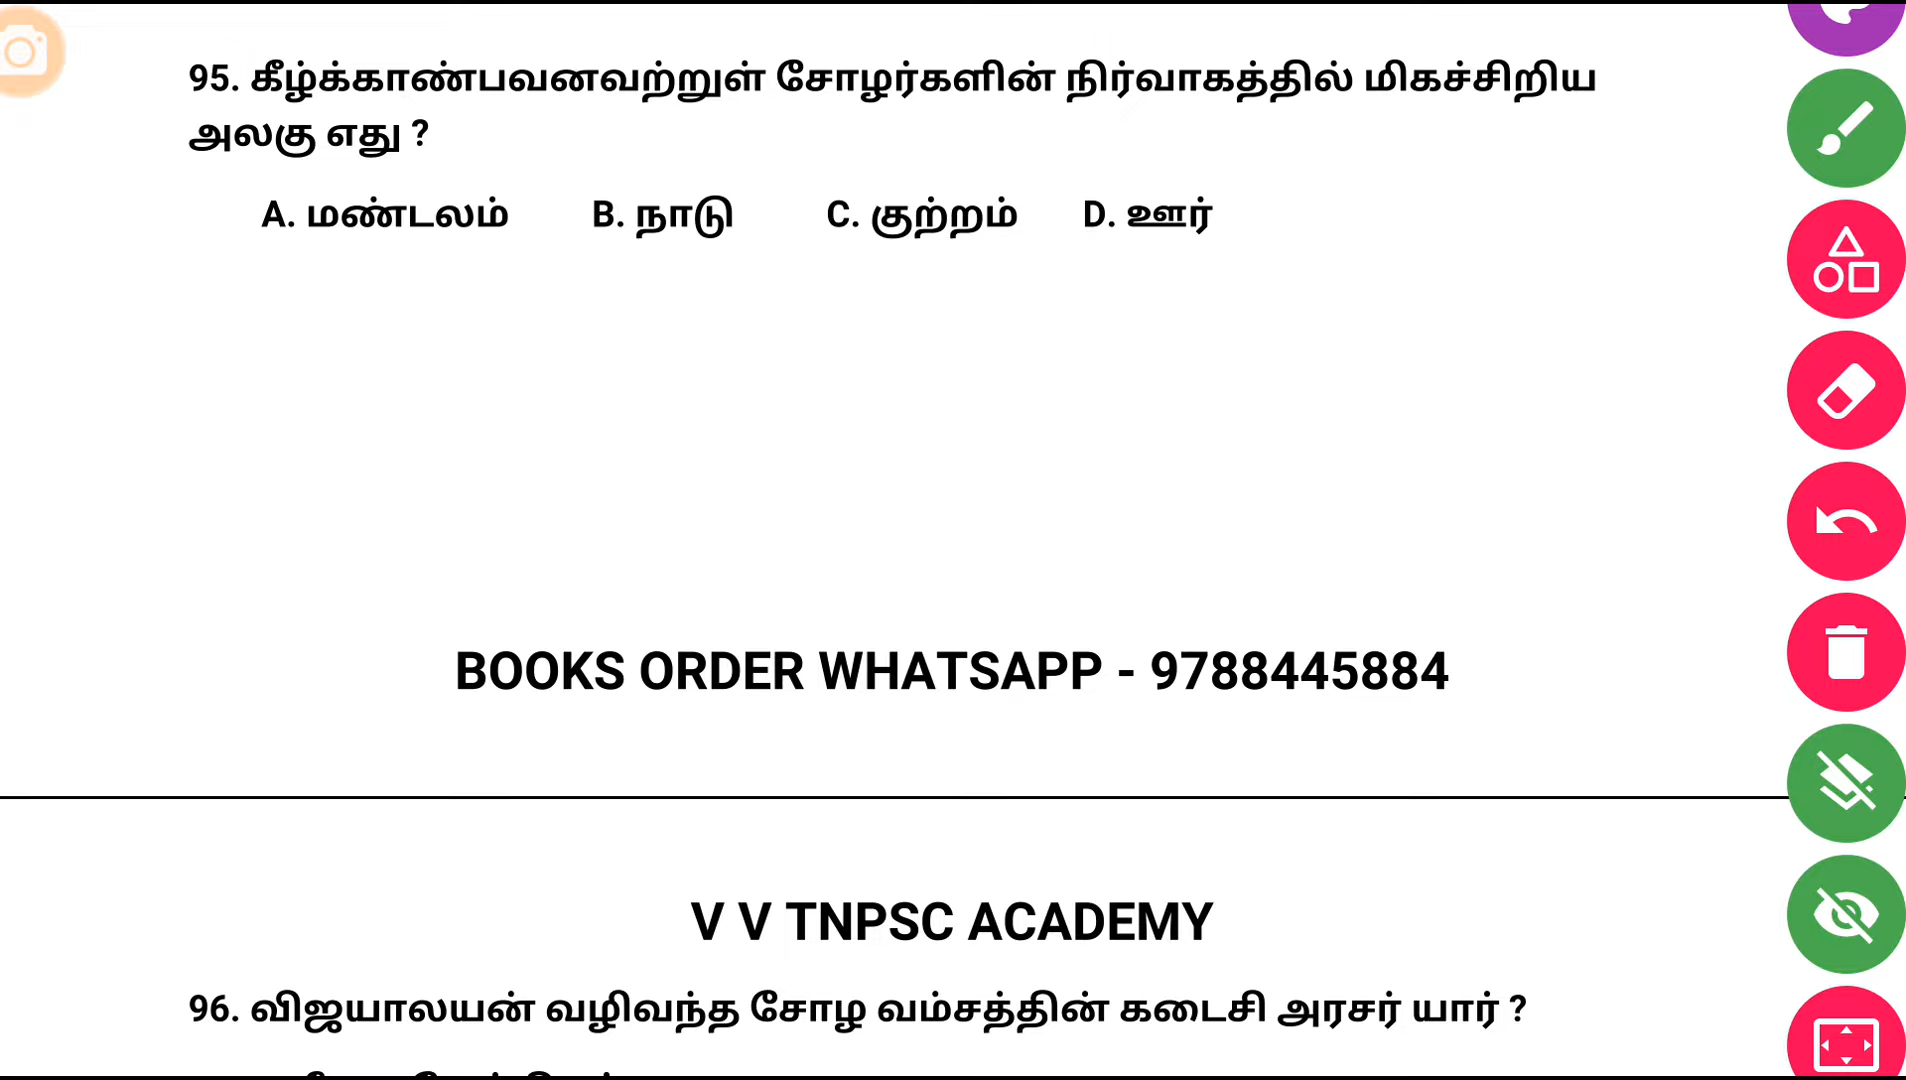 95. கீழ்க்காண்பவனவற்றுள் சோழர்களின் நிர்வாகத்தில் மிகச்சிறிய
அலகு எது ?
A. மண்டலம் B. நாடு C. குற்றம் D. ஊர்
BOOKS ORDER WHATSAPP - 9788445884
V V TNPSC ACADEMY
96. விஜயாலயன் வழிவந்த சோழ வம்சத்தின் கடைசி அரசர் யார் ?